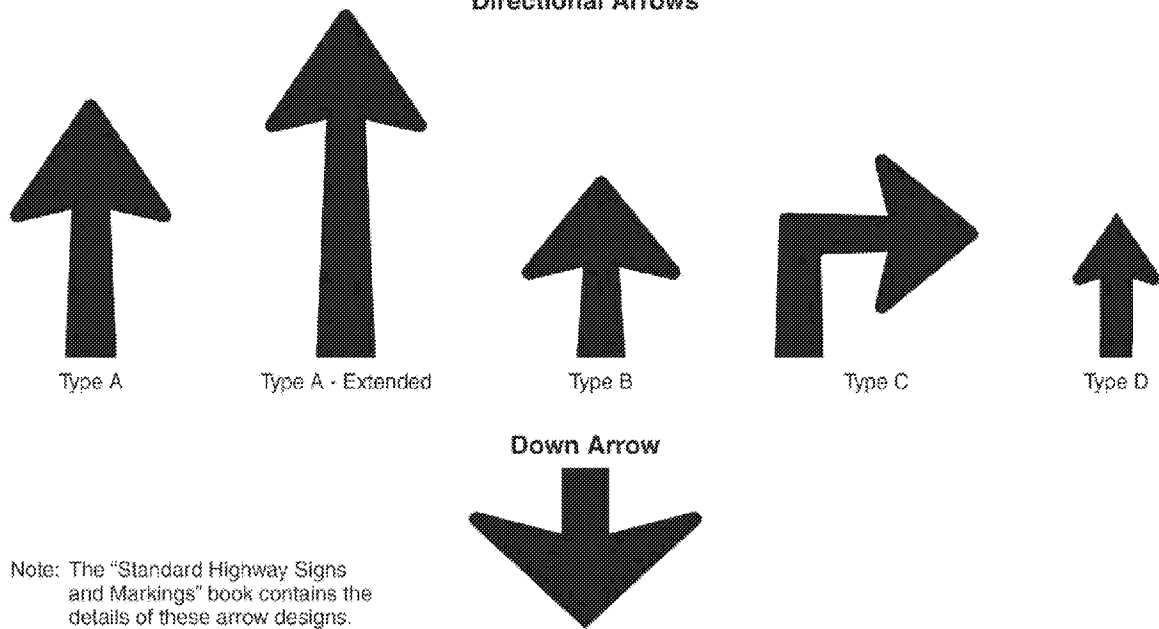 Directional Arrows
Type A
Type A - Extended
Type B
Type C
Type D
Down Arrow
Note: The “Standard Highway Signs
and Markings” book contains the
details of these arrow designs.